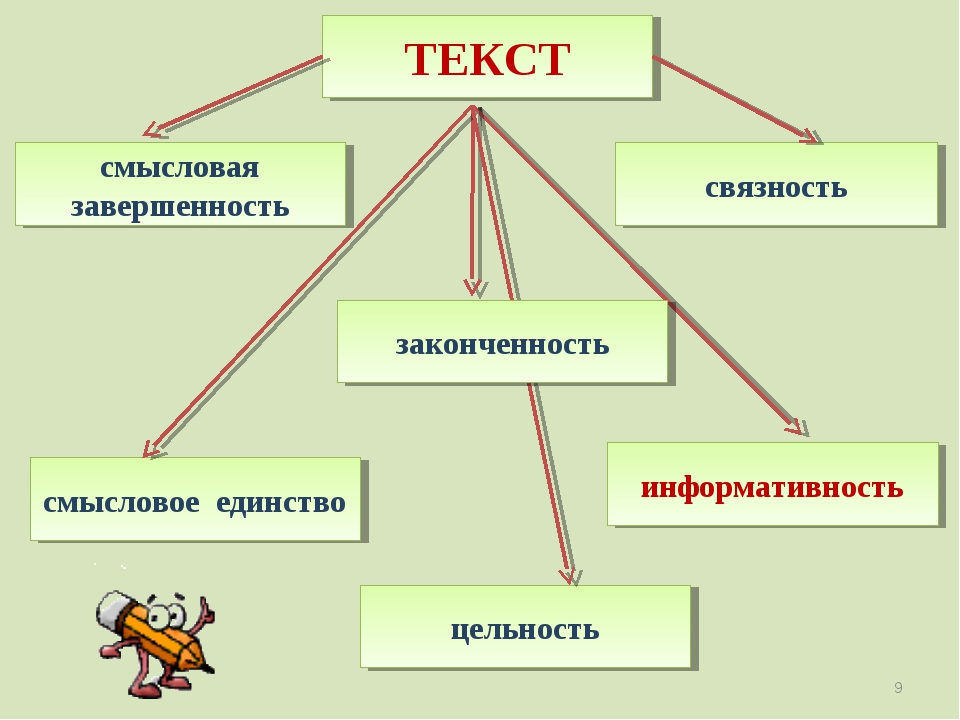 ТЕКСТ
смысловая
завершенность
связность
законченность
смысловое единство
информативность
цельность
9